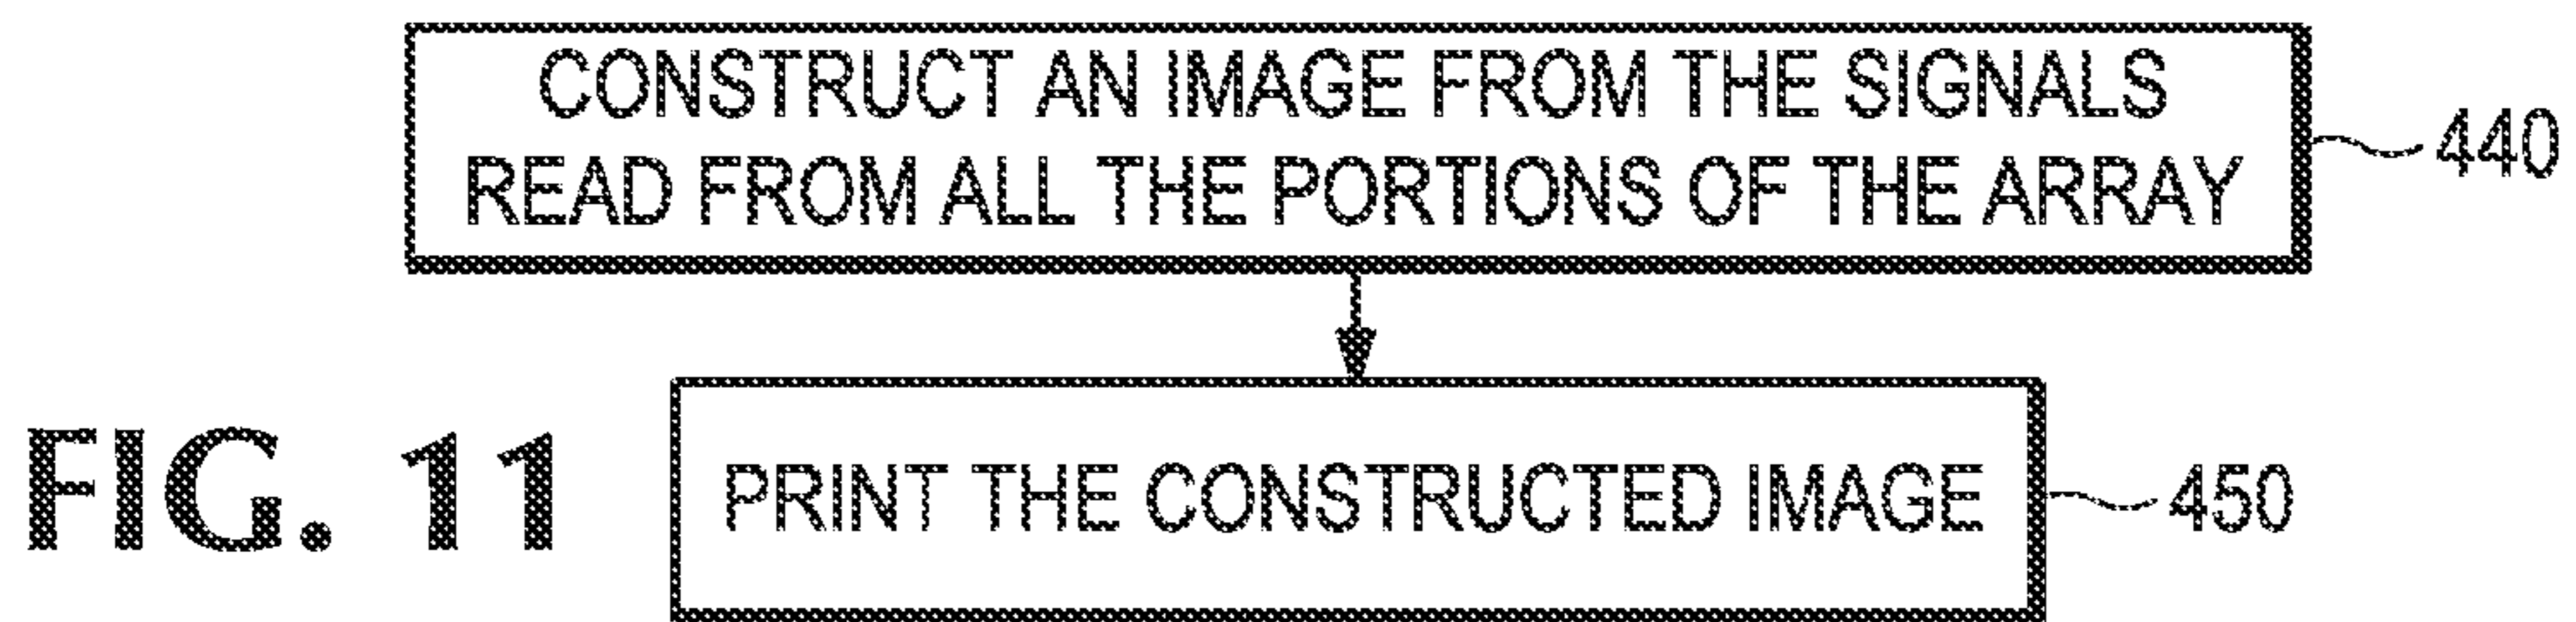 CONSTRUCT AN IMAGE FROM THE SIGNALS
READ FROM ALL THE PORTIONS OF THE ARRAY
440
FIG. 11
PRINT THE CONSTRUCTED IMAGE
450